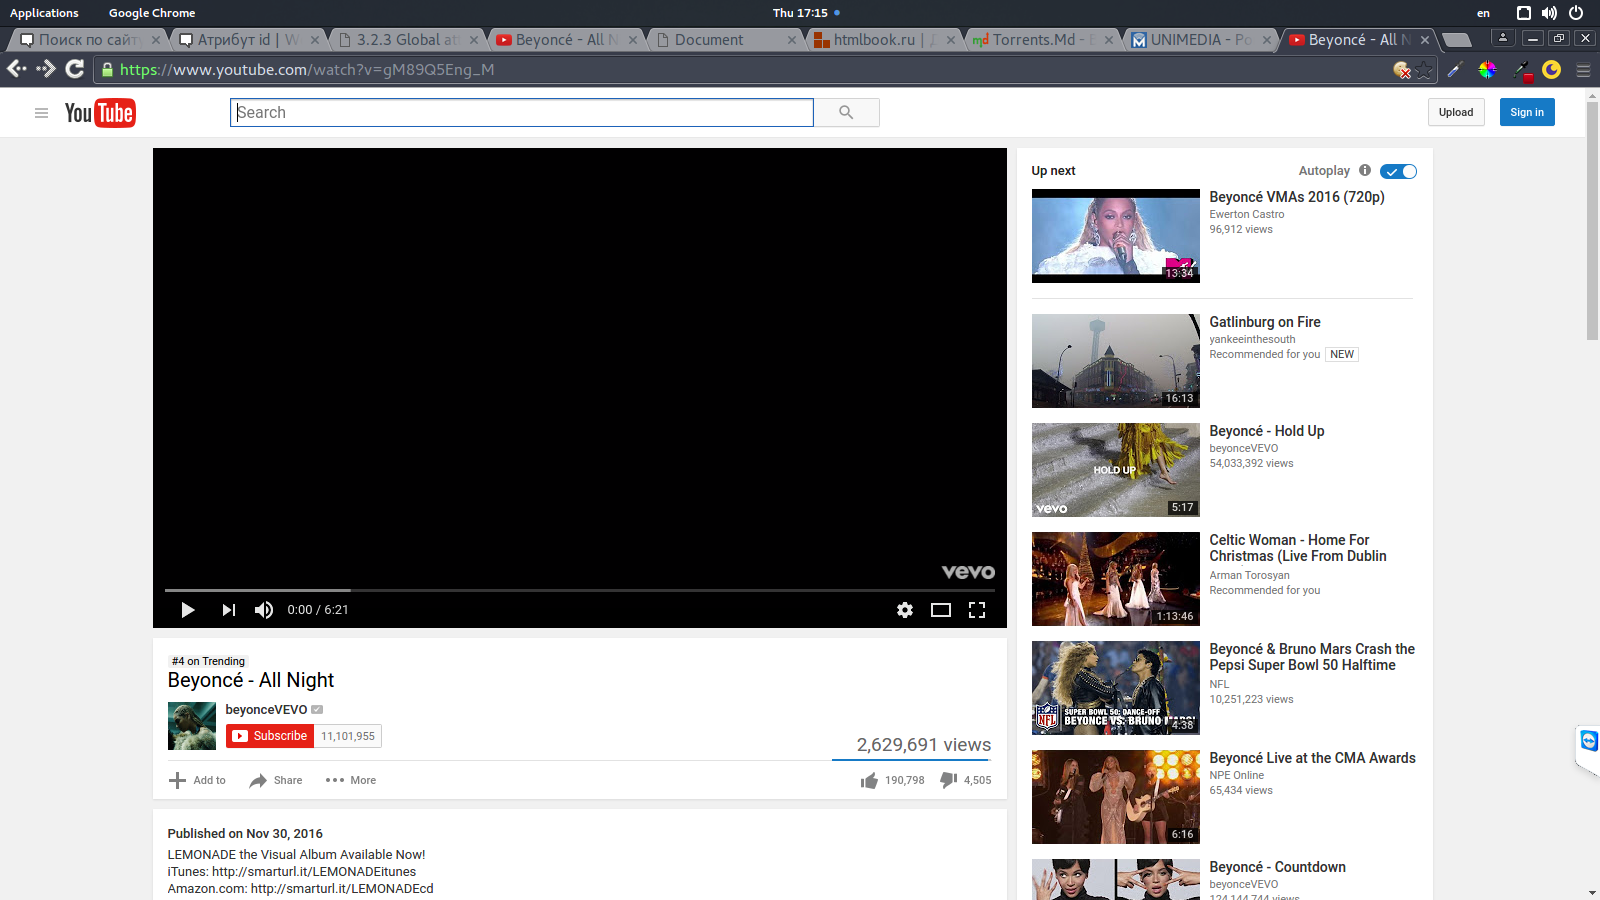 Applications Google Chrome Thu 17:15 en
Поиск по сайту Атрибут id | W 3.2.3 Global att Beyoncé - All N Document htmlbook.ru | Torrents.Md - UNIMEDIA - Po Beyoncé - All N
https://www.youtube.com/watch?v=gM89Q5Eng_M
YouTube Search Upload Sign in
vevo
0:00 / 6:21
#4 on Trending
Beyoncé - All Night
beyonceVEVO
Subscribe 11,101,955
2,629,691 views
Add to Share More 190,798 4,505
Published on Nov 30, 2016
LEMONADE the Visual Album Available Now!
iTunes: http://smarturl.it/LEMONADEitunes
Amazon.com: http://smarturl.it/LEMONADEcd
Up next Autoplay
Beyoncé VMAs 2016 (720p)
Ewerton Castro
96,912 views
13:34
Gatlinburg on Fire
yankeeinthesouth
Recommended for you NEW
16:13
Beyoncé - Hold Up
beyonceVEVO
54,033,392 views
HOLD UP
vevo 5:17
Celtic Woman - Home For
Christmas (Live From Dublin
Arman Torosyan
Recommended for you
1:13:46
Beyoncé & Bruno Mars Crash the
Pepsi Super Bowl 50 Halftime
NFL
10,251,223 views
NFL
SUPER BOWL 50: DANCE-OFF
BEYONCE VS. BRUNO
4:38
Beyoncé Live at the CMA Awards
NPE Online
65,434 views
6:16
Beyoncé - Countdown
beyonceVEVO
124,144,744 views